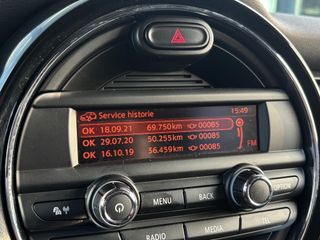 Service historie
15:49
OK 18.09.21 69.750km 00085
OK 29.07.20 50.255km 00085
OK 16.10.19 36.459km 00085
FM
MENU
BACK
OPTION
RADIO
MEDIA
TEL